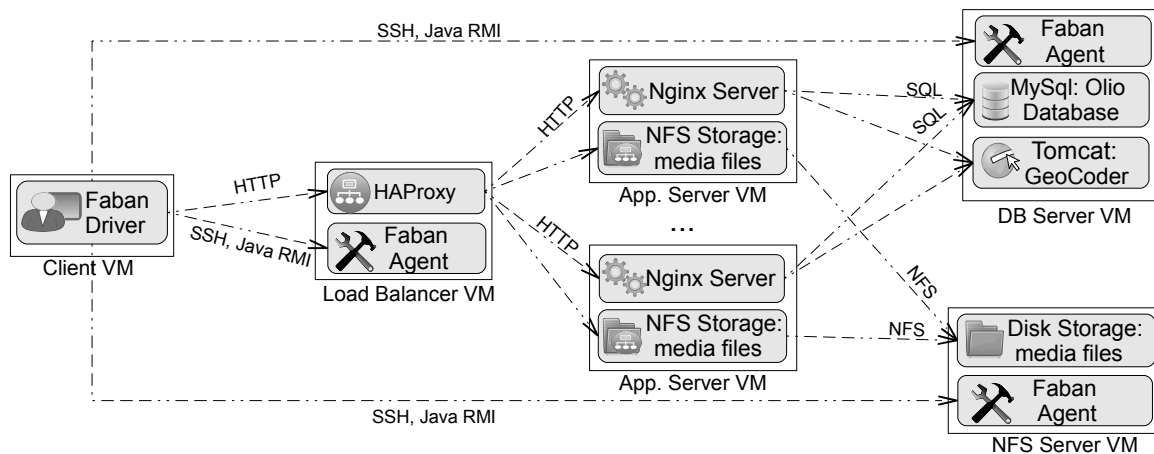 SSH, Java RMI
Faban
Agent
MySql: Olio
Database
Tomcat:
GeoCoder
DB Server VM
Nginx Server
NFS Storage:
media files
App. Server VM
...
SQL
SQL
HTTP
HTTP
HTTP
SSH, Java RMI
Faban
Driver
Client VM
HAProxy
Faban
Agent
Load Balancer VM
Nginx Server
NFS Storage:
media files
App. Server VM
NFS
NFS
Disk Storage:
media files
Faban
Agent
NFS Server VM
SSH, Java RMI